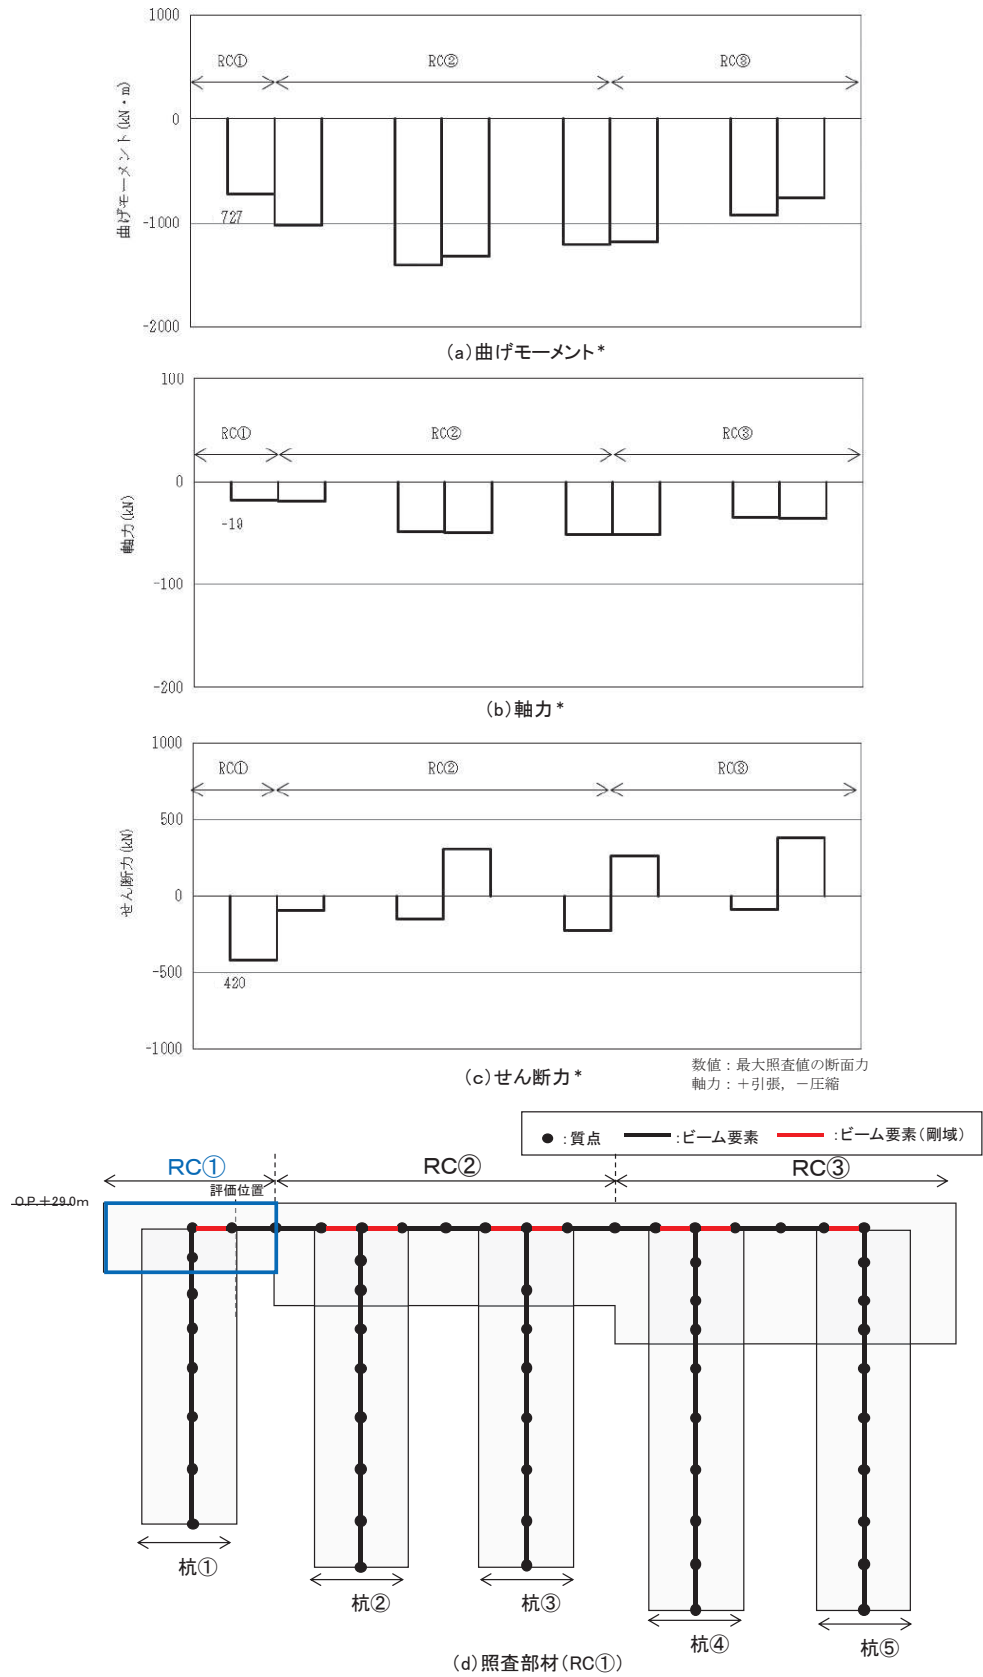 1000
RC①
RC②
RC③
0
-1000
-2000
曲げモーメント(kN・m)
727
(a)曲げモーメント*
100
RC①
RC②
RC③
0
-100
-200
軸力(kN)
-19
(b)軸力*
1000
RC①
RC②
RC③
500
0
-500
-1000
せん断力(kN)
420
(c)せん断力*
数値：最大照査値の断面力
軸力：＋引張，－圧縮
●:質点 :ビーム要素 :ビーム要素(剛域)
RC①
RC②
RC③
評価位置
O.P.+29.0m
杭①
杭②
杭③
杭④
杭⑤
(d)照査部材(RC①)